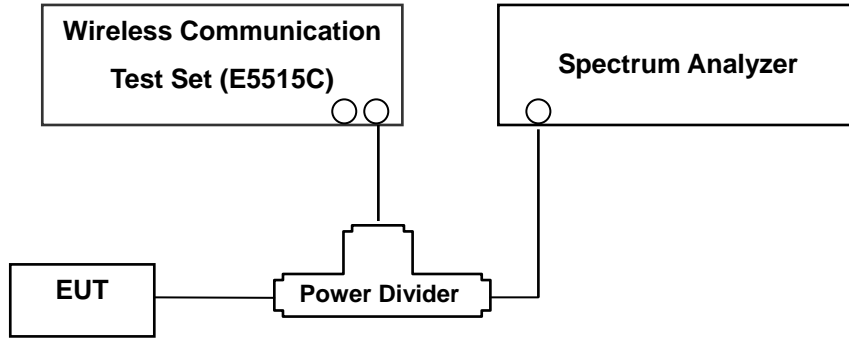 Wireless Communication
Test Set (E5515C)
Spectrum Analyzer
EUT
Power Divider